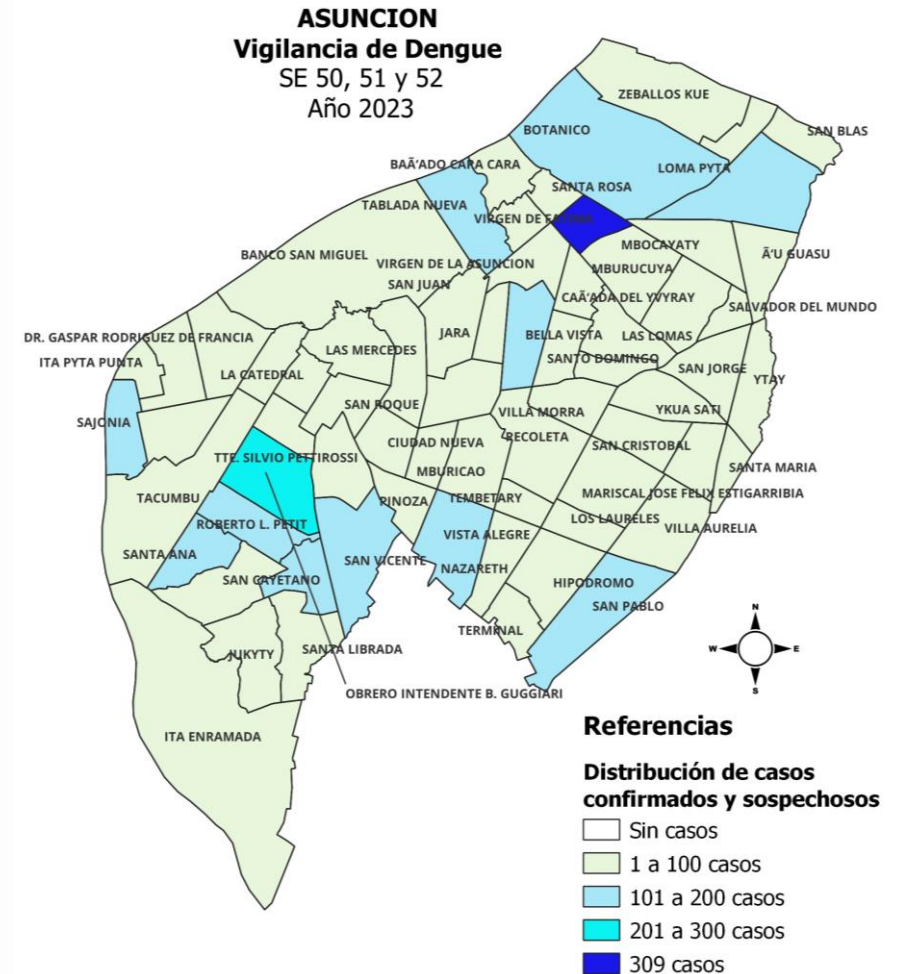 ASUNCION
Vigilancia de Dengue
SE 50, 51 y 52
Año 2023
ZEBALLOS KUE
SAN BLAS
BOTANICO
LOMA PYTA
BAÃ'ADO CARA CARA
SANTA ROSA
TABLADA NUEVA
VIRGEN DE FATIMA
MBOCAYATY
Ã'U GUASU
BANCO SAN MIGUEL
VIRGEN DE LA ASUNCION
MBURUCUYA
SAN JUAN
CAÃ'ADA DEL YVYRAY
SALVADOR DEL MUNDO
DR. GASPAR RODRIGUEZ DE FRANCIA
JARA
BELLA VISTA
LAS LOMAS
ITA PYTA PUNTA
LAS MERCEDES
SANTO DOMINGO
LA CATEDRAL
SAN JORGE
YTAY
SAJONIA
SAN ROQUE
VILLA MORRA
YKUA SATI
CIUDAD NUEVA
RECOLETA
SAN CRISTOBAL
TTE. SILVIO PETTIROSSI
MBURICAO
SANTA MARIA
TACUMBU
PINOZA
TEMBETARY
MARISCAL JOSE FELIX ESTIGARRIBIA
ROBERTO L. PETIT
LOS LAURELES
VILLA AURELIA
VISTA ALEGRE
SANTA ANA
SAN VICENTE
NAZARETH
SAN CAYETANO
HIPODROMO
SAN PABLO
TERMINAL
JUKYTY
SANTA LIBRADA
OBRERO INTENDENTE B. GUGGIARI
ITA ENRAMADA
N
W
E
S
Referencias
Distribución de casos
confirmados y sospechosos
Sin casos
1 a 100 casos
101 a 200 casos
201 a 300 casos
309 casos